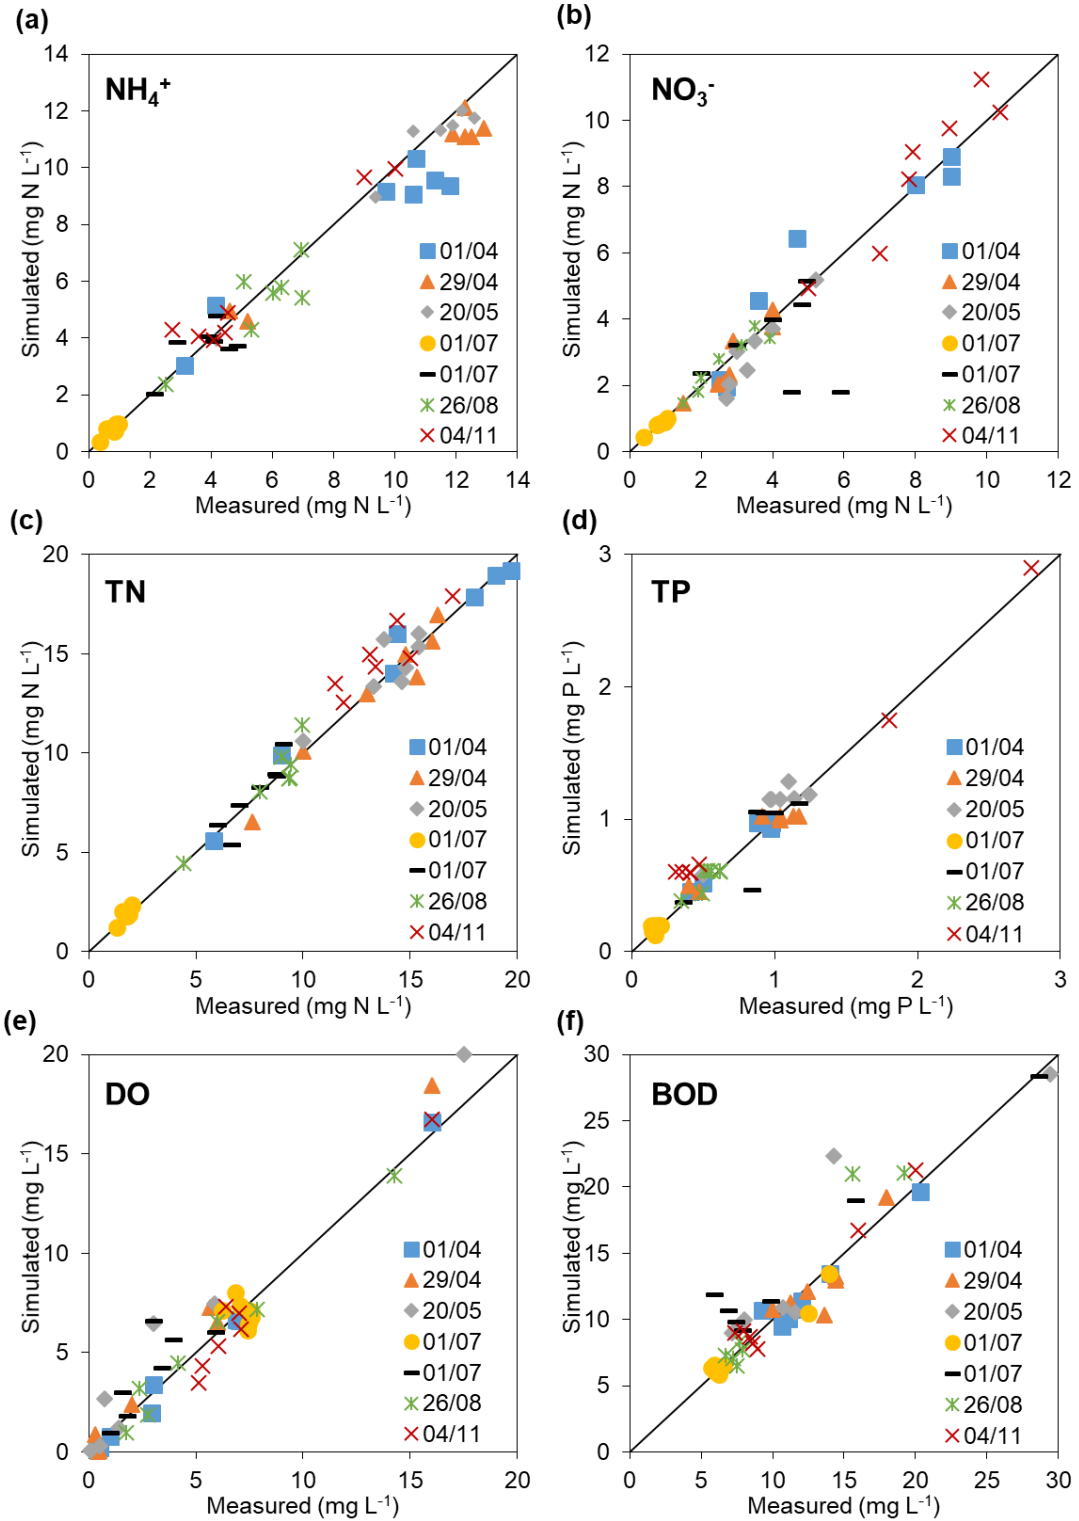 (a)
NH₄⁺
Simulated (mg N L⁻¹)
14
12
10
8
6
4
2
0
0 2 4 6 8 10 12 14
Measured (mg N L⁻¹)
01/04
29/04
20/05
01/07
01/07
26/08
04/11
(b)
NO₃⁻
Simulated (mg N L⁻¹)
12
10
8
6
4
2
0
0 2 4 6 8 10 12
Measured (mg N L⁻¹)
01/04
29/04
20/05
01/07
01/07
26/08
04/11
(c)
TN
Simulated (mg N L⁻¹)
20
15
10
5
0
0 5 10 15 20
Measured (mg N L⁻¹)
01/04
29/04
20/05
01/07
01/07
26/08
04/11
(d)
TP
Simulated (mg P L⁻¹)
3
2
1
0
0 1 2 3
Measured (mg P L⁻¹)
01/04
29/04
20/05
01/07
01/07
26/08
04/11
(e)
DO
Simulated (mg L⁻¹)
20
15
10
5
0
0 5 10 15 20
Measured (mg L⁻¹)
01/04
29/04
20/05
01/07
01/07
26/08
04/11
(f)
BOD
Simulated (mg L⁻¹)
30
25
20
15
10
5
0
0 5 10 15 20 25 30
Measured (mg L⁻¹)
01/04
29/04
20/05
01/07
01/07
26/08
04/11